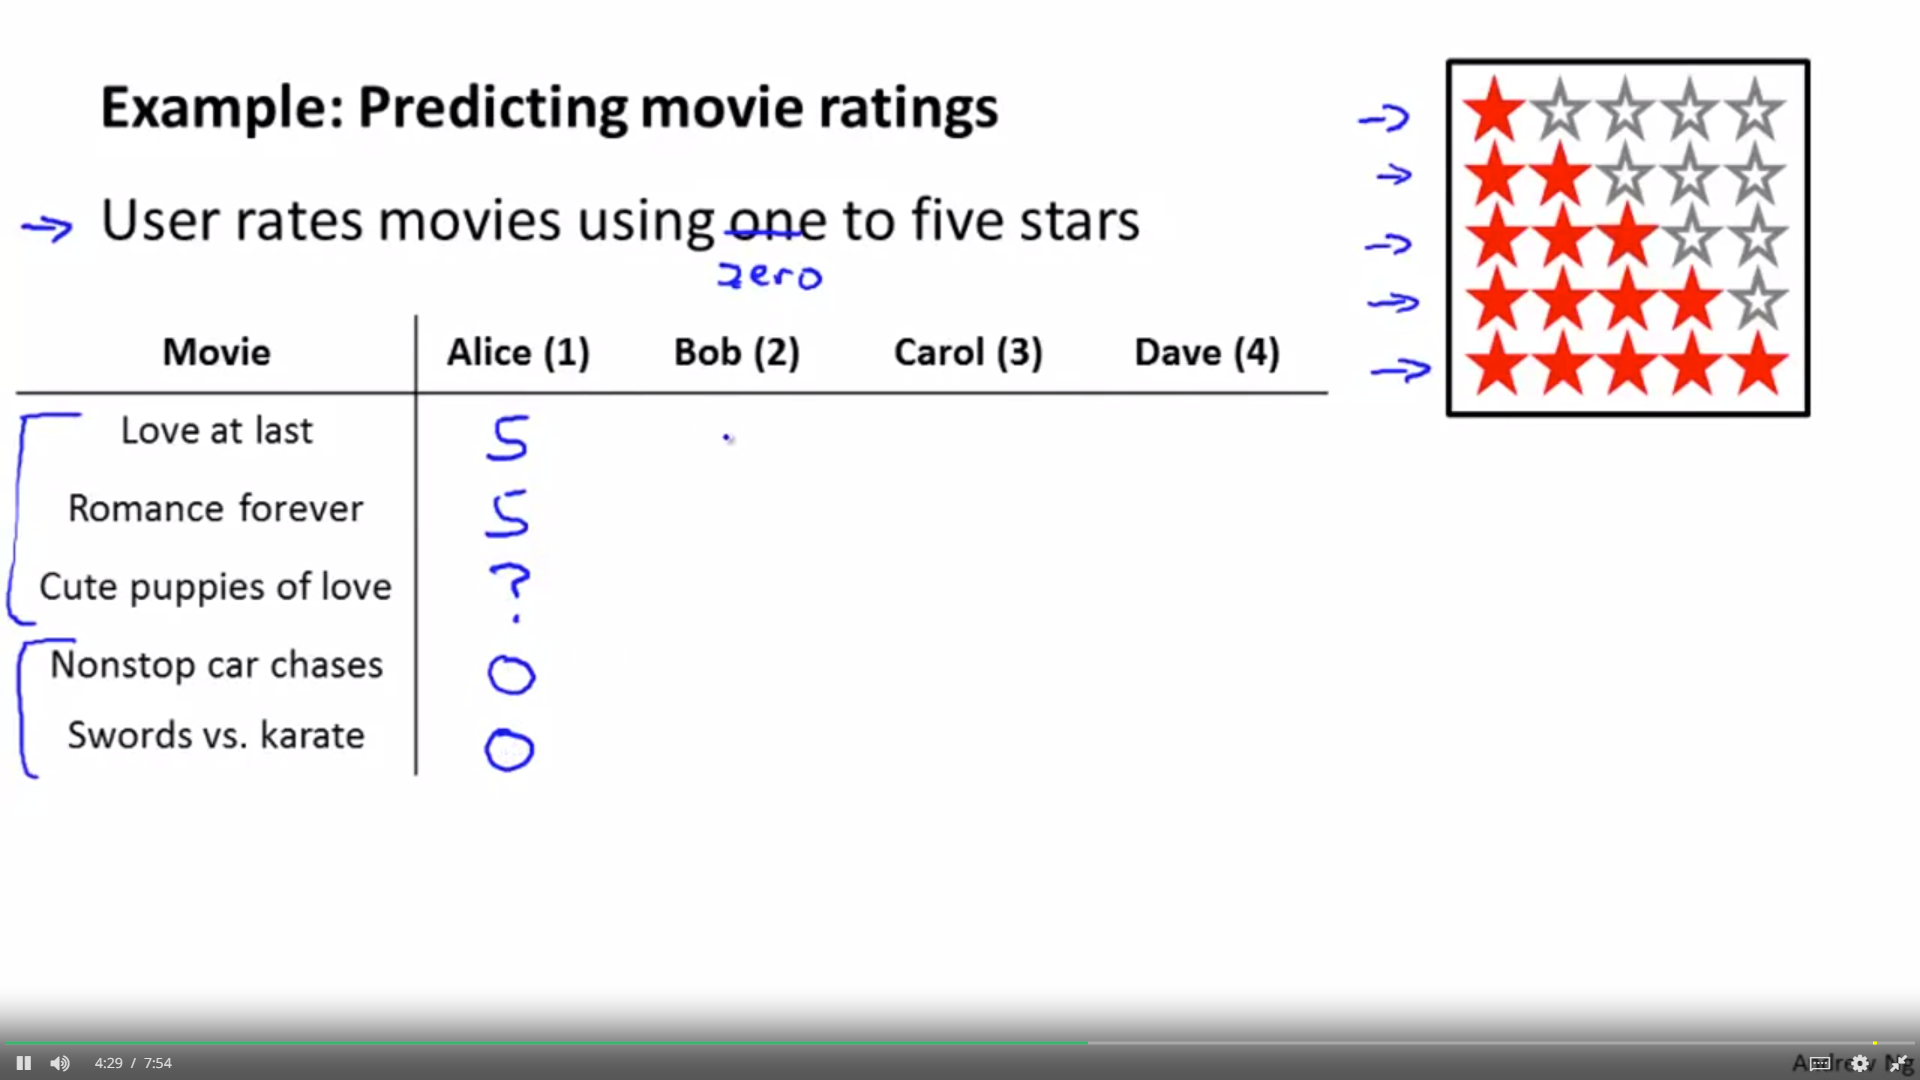 Example: Predicting movie ratings
User rates movies using one to five stars
zero
Movie Alice (1) Bob (2) Carol (3) Dave (4)
Love at last 5
Romance forever 5
Cute puppies of love ?
Nonstop car chases 0
Swords vs. karate 0
4:29 / 7:54
Andrew Ng